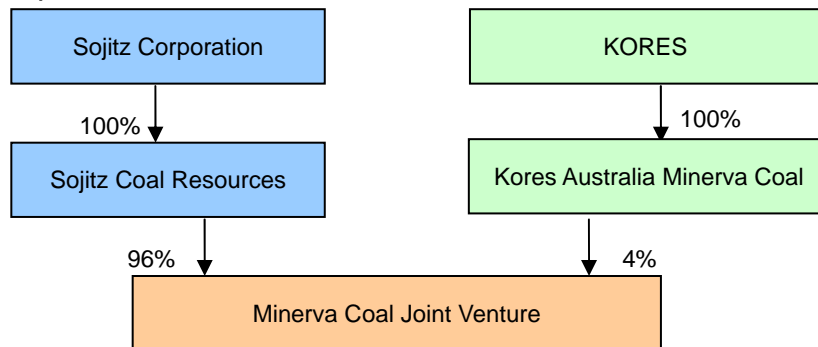 Sojitz Corporation
KORES
100%
100%
Sojitz Coal Resources
Kores Australia Minerva Coal
96%
4%
Minerva Coal Joint Venture